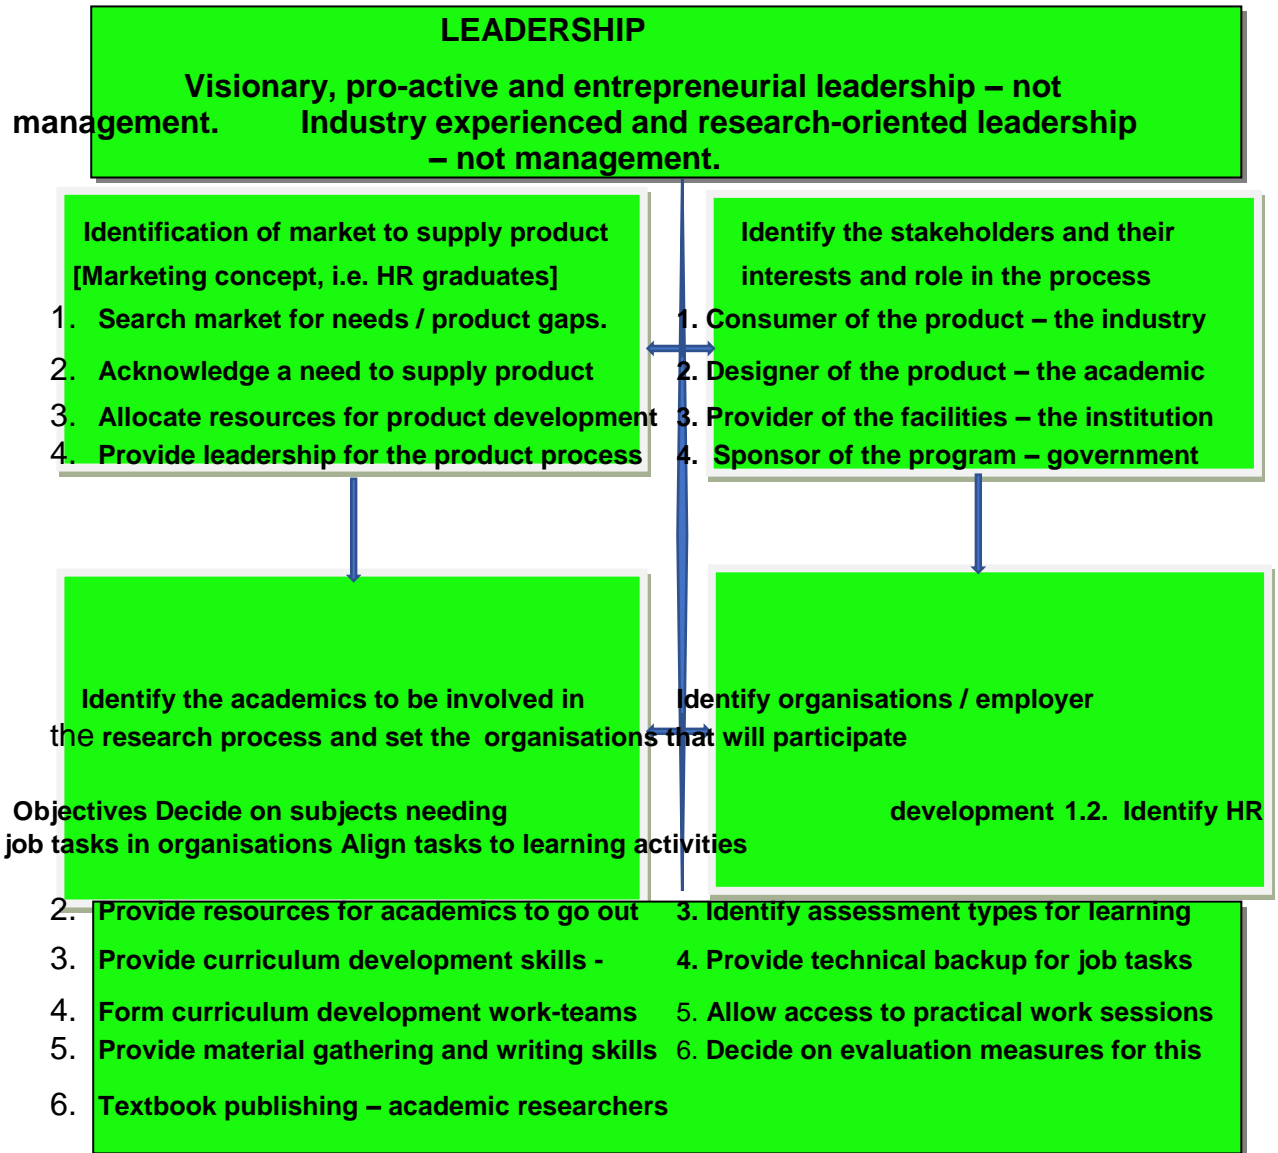 LEADERSHIP
Visionary, pro-active and entrepreneurial leadership – not
management. Industry experienced and research-oriented leadership
– not management.
Identification of market to supply product
[Marketing concept, i.e. HR graduates]
1. Search market for needs / product gaps.
2. Acknowledge a need to supply product
3. Allocate resources for product development
4. Provide leadership for the product process
Identify the stakeholders and their
interests and role in the process
1. Consumer of the product – the industry
2. Designer of the product – the academic
3. Provider of the facilities – the institution
4. Sponsor of the program – government
Identify the academics to be involved in Identify organisations / employer
the research process and set the organisations that will participate
Objectives Decide on subjects needing development 1.2. Identify HR
job tasks in organisations Align tasks to learning activities
2. Provide resources for academics to go out 3. Identify assessment types for learning
3. Provide curriculum development skills - 4. Provide technical backup for job tasks
4. Form curriculum development work-teams 5. Allow access to practical work sessions
5. Provide material gathering and writing skills 6. Decide on evaluation measures for this
6. Textbook publishing – academic researchers